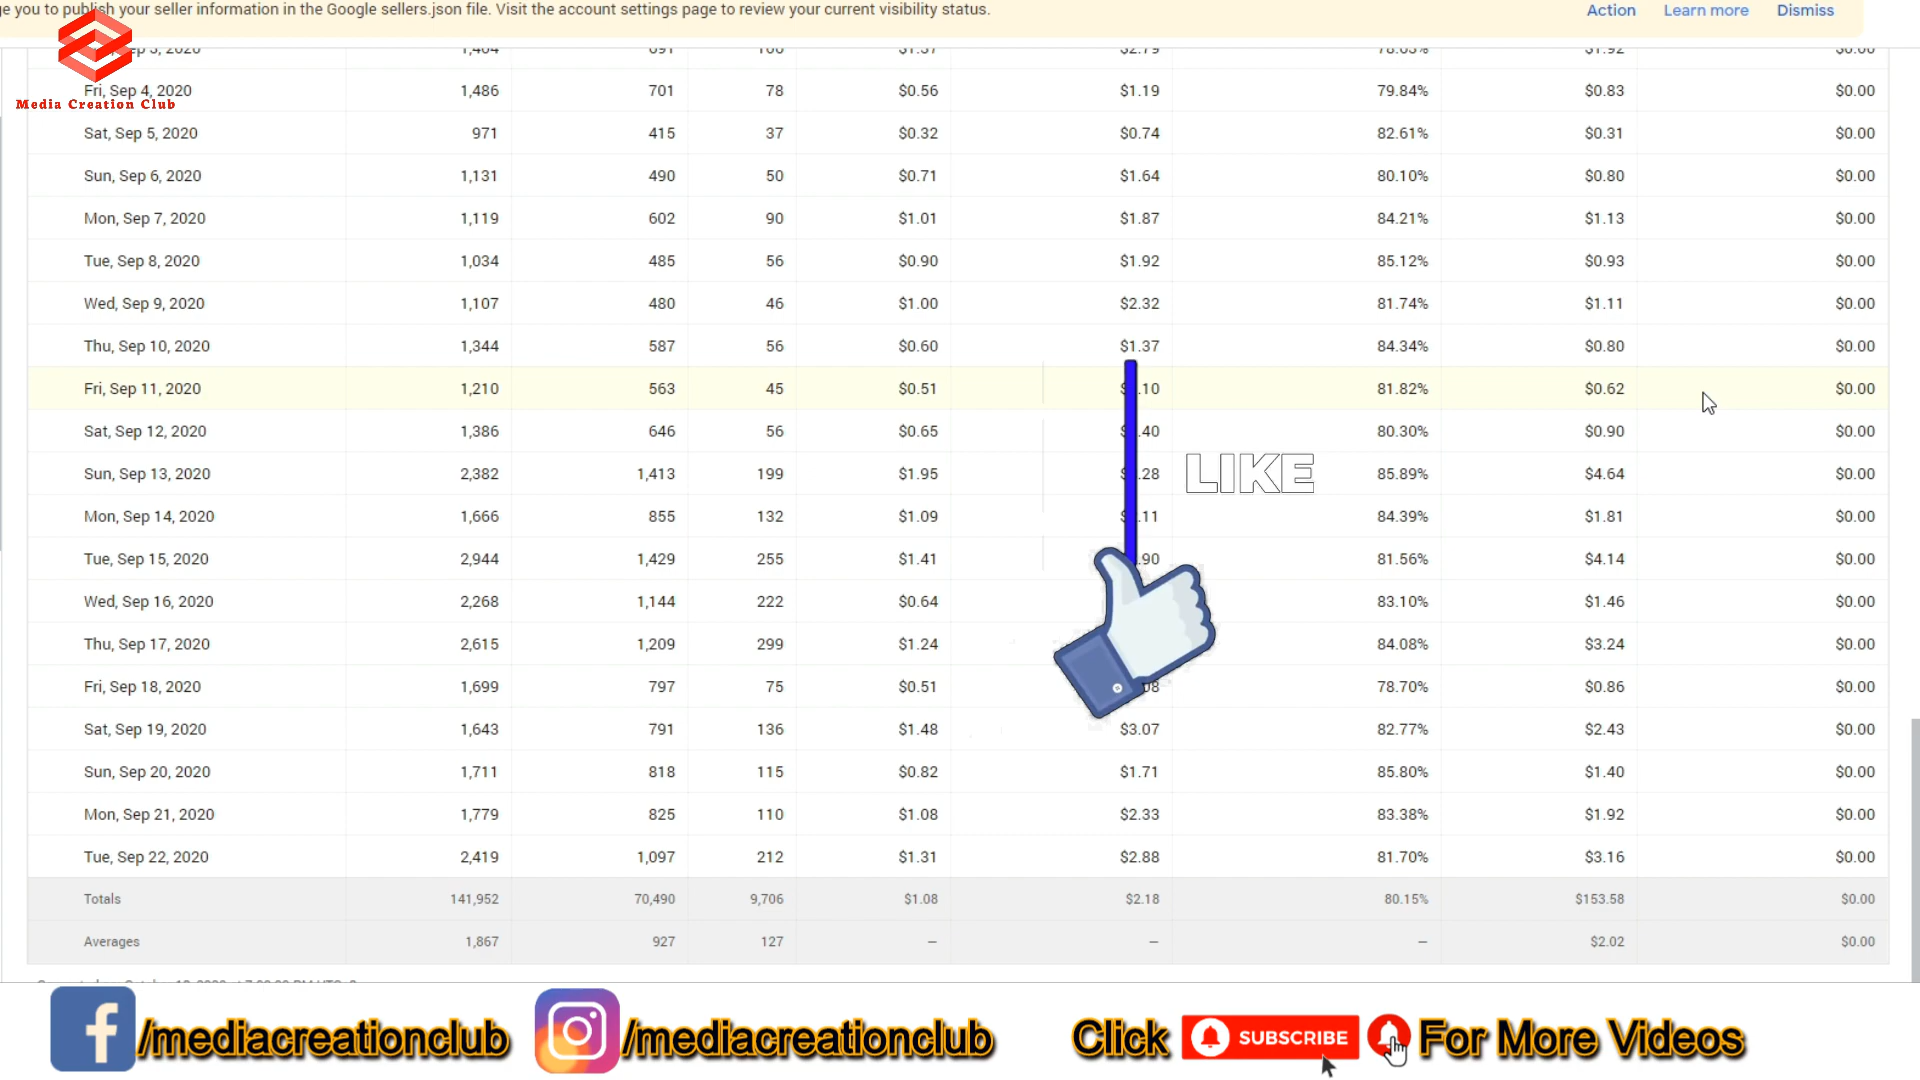 ge you to publish your seller information in the Google sellers.json file. Visit the account settings page to review your current visibility status. Action Learn more Dismiss
Media Creation Club
Fri, Sep 4, 2020 1,486 701 78 $0.56 $1.19 79.84% $0.83 $0.00
Sat, Sep 5, 2020 971 415 37 $0.32 $0.74 82.61% $0.31 $0.00
Sun, Sep 6, 2020 1,131 490 50 $0.71 $1.64 80.10% $0.80 $0.00
Mon, Sep 7, 2020 1,119 602 90 $1.01 $1.87 84.21% $1.13 $0.00
Tue, Sep 8, 2020 1,034 485 56 $0.90 $1.92 85.12% $0.93 $0.00
Wed, Sep 9, 2020 1,107 480 46 $1.00 $2.32 81.74% $1.11 $0.00
Thu, Sep 10, 2020 1,344 587 56 $0.60 $1.37 84.34% $0.80 $0.00
Fri, Sep 11, 2020 1,210 563 45 $0.51 .10 81.82% $0.62 $0.00
Sat, Sep 12, 2020 1,386 646 56 $0.65 .40 80.30% $0.90 $0.00
Sun, Sep 13, 2020 2,382 1,413 199 $1.95 .28 85.89% $4.64 $0.00
LIKE
Mon, Sep 14, 2020 1,666 855 132 $1.09 .11 84.39% $1.81 $0.00
Tue, Sep 15, 2020 2,944 1,429 255 $1.41 .90 81.56% $4.14 $0.00
Wed, Sep 16, 2020 2,268 1,144 222 $0.64 83.10% $1.46 $0.00
Thu, Sep 17, 2020 2,615 1,209 299 $1.24 84.08% $3.24 $0.00
Fri, Sep 18, 2020 1,699 797 75 $0.51 78.70% $0.86 $0.00
Sat, Sep 19, 2020 1,643 791 136 $1.48 $3.07 82.77% $2.43 $0.00
Sun, Sep 20, 2020 1,711 818 115 $0.82 $1.71 85.80% $1.40 $0.00
Mon, Sep 21, 2020 1,779 825 110 $1.08 $2.33 83.38% $1.92 $0.00
Tue, Sep 22, 2020 2,419 1,097 212 $1.31 $2.88 81.70% $3.16 $0.00
Totals 141,952 70,490 9,706 $1.08 $2.18 80.15% $153.58 $0.00
Averages 1,867 927 127 – – – $2.02 $0.00
/mediacreationclub /mediacreationclub Click SUBSCRIBE For More Videos